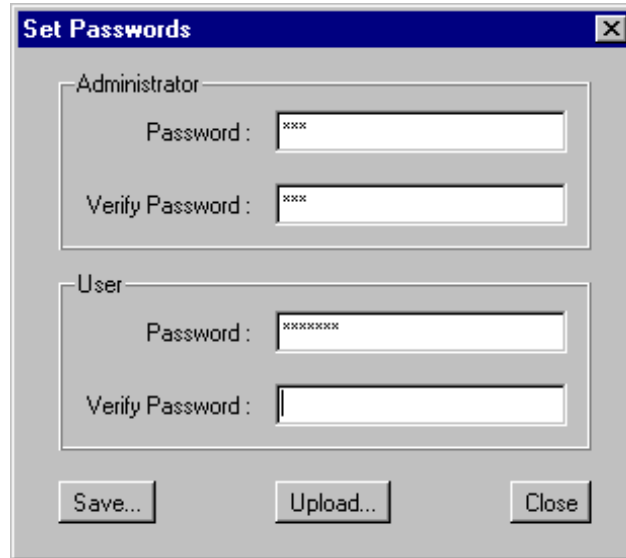 Set Passwords
Administrator
Password : ***
Verify Password : ***
User
Password : *******
Verify Password :
Save... Upload... Close